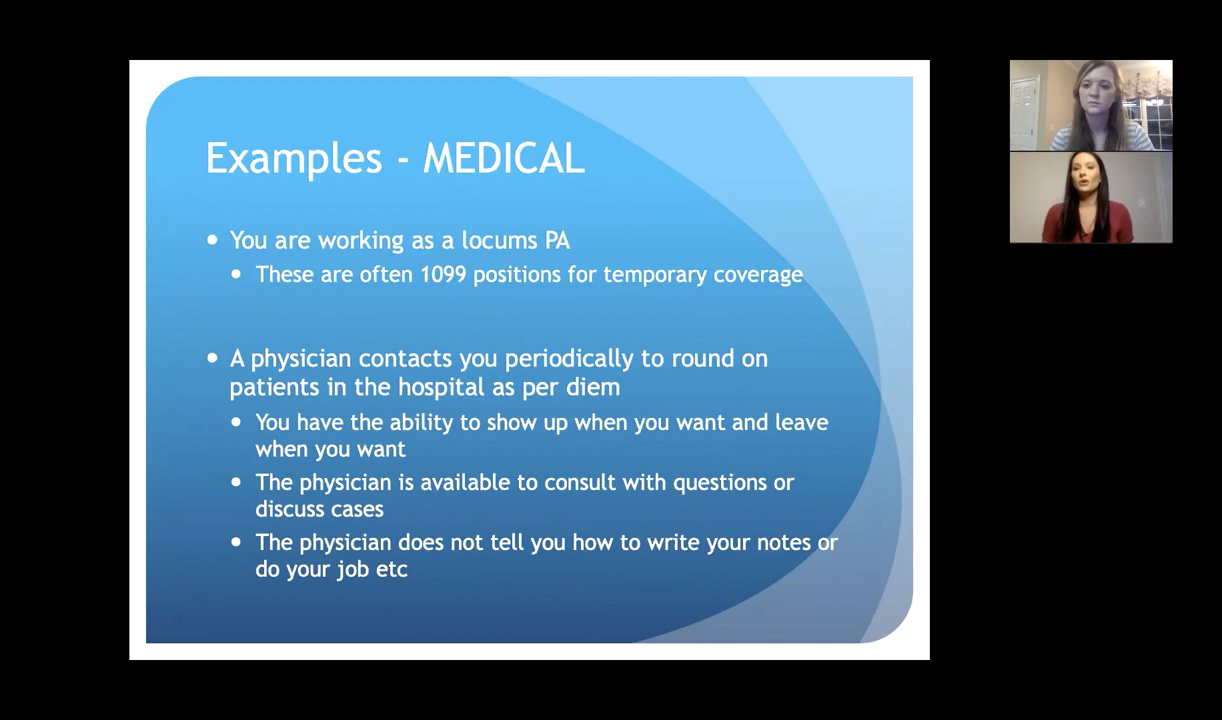 Examples - MEDICAL
• You are working as a locums PA
• These are often 1099 positions for temporary coverage
• A physician contacts you periodically to round on
patients in the hospital as per diem
• You have the ability to show up when you want and leave
when you want
• The physician is available to consult with questions or
discuss cases
• The physician does not tell you how to write your notes or
do your job etc